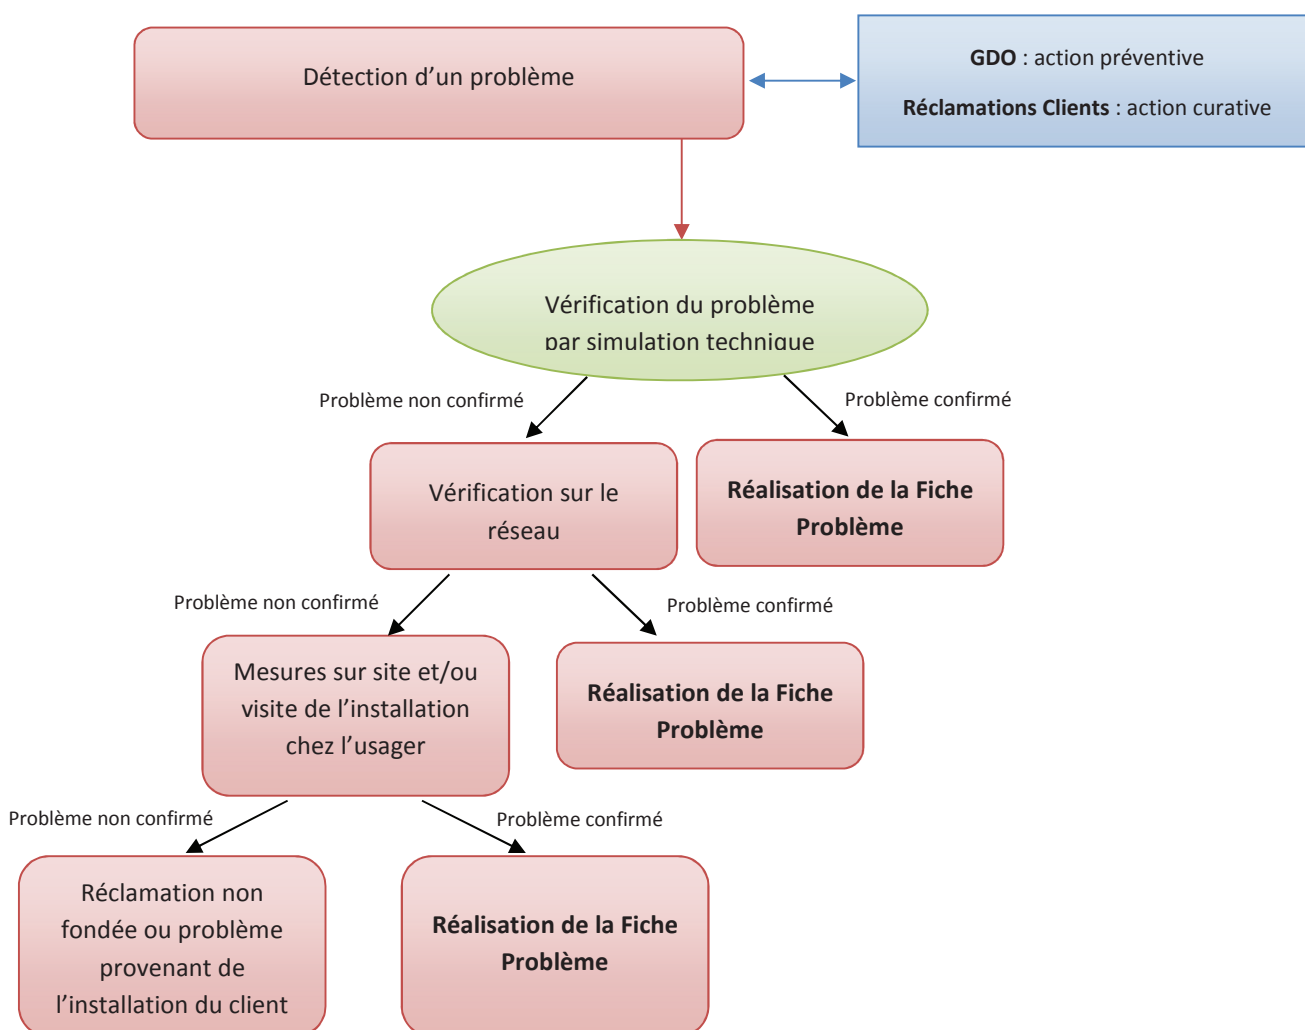 Détection d’un problème
GDO : action préventive
Réclamations Clients : action curative
Vérification du problème
par simulation technique
Problème non confirmé
Problème confirmé
Vérification sur le
réseau
Réalisation de la Fiche
Problème
Problème non confirmé
Problème confirmé
Mesures sur site et/ou
visite de l’installation
chez l’usager
Réalisation de la Fiche
Problème
Problème non confirmé
Problème confirmé
Réclamation non
fondée ou problème
provenant de
l’installation du client
Réalisation de la Fiche
Problème